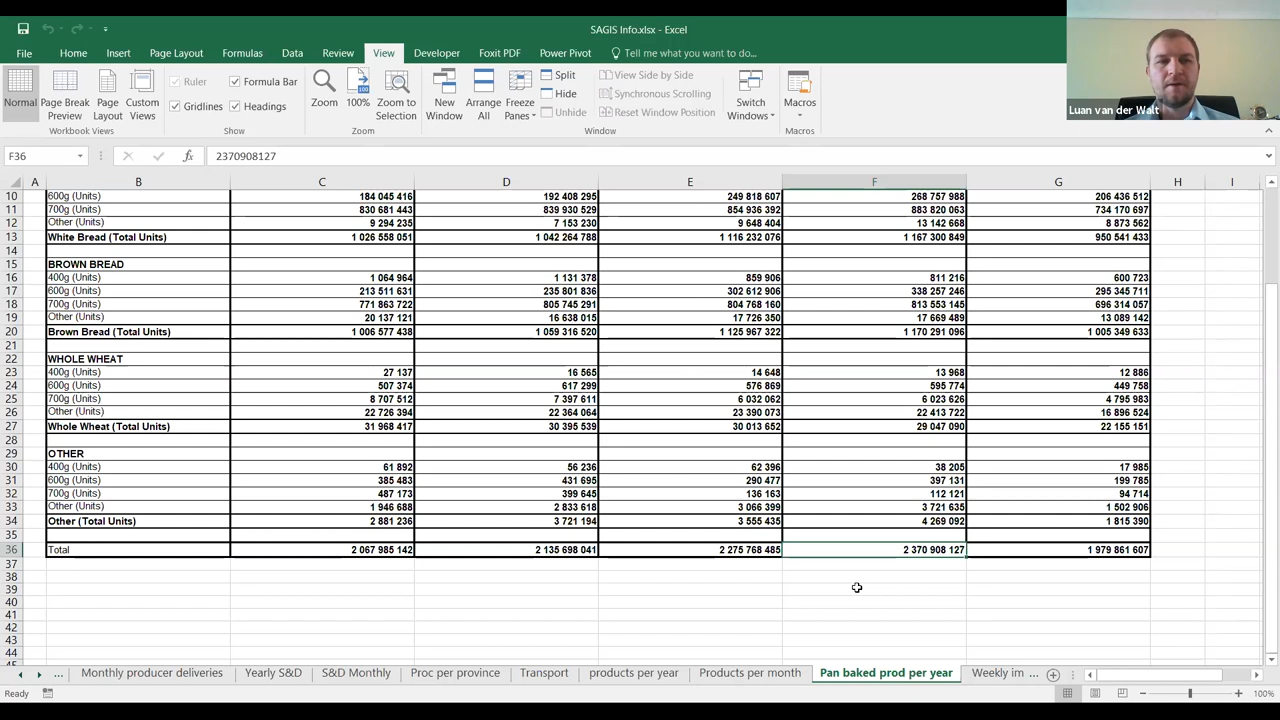 SAGIS Info.xlsx - Excel
File Home Insert Page Layout Formulas Data Review View Developer Foxit PDF Power Pivot Tell me what you want to do...
Normal Page Break Preview Page Layout Custom Views Ruler Formula Bar Gridlines Headings Zoom 100% Zoom to Selection New Window Arrange All Freeze Panes Split Hide Unhide View Side by Side Synchronous Scrolling Reset Window Position Switch Windows Macros
Workbook Views Show Zoom Window Macros
Luan van der Walt
F36 fx 2370908127
A B C D E F G H I
10 600g (Units) 184 045 416 192 408 295 249 818 607 268 757 988 206 436 512
11 700g (Units) 830 681 443 839 930 529 854 936 392 883 820 063 734 170 697
12 Other (Units) 9 294 235 7 153 230 9 648 404 13 142 668 8 873 562
13 White Bread (Total Units) 1 026 558 051 1 042 264 788 1 116 232 076 1 167 300 849 950 541 433
14
15 BROWN BREAD
16 400g (Units) 1 064 964 1 131 378 859 906 811 216 600 723
17 600g (Units) 213 511 631 235 801 836 302 612 906 338 257 246 295 345 711
18 700g (Units) 771 863 722 805 745 291 804 768 160 813 553 145 696 314 057
19 Other (Units) 20 137 121 16 638 015 17 726 350 17 669 489 13 089 142
20 Brown Bread (Total Units) 1 006 577 438 1 059 316 520 1 125 967 322 1 170 291 096 1 005 349 633
21
22 WHOLE WHEAT
23 400g (Units) 27 137 16 565 14 648 13 968 12 886
24 600g (Units) 507 374 617 299 576 869 595 774 449 758
25 700g (Units) 8 707 512 7 397 611 6 032 062 6 023 626 4 795 983
26 Other (Units) 22 726 394 22 364 064 23 390 073 22 413 722 16 896 524
27 Whole Wheat (Total Units) 31 968 417 30 395 539 30 013 652 29 047 090 22 155 151
28
29 OTHER
30 400g (Units) 61 892 56 236 62 396 38 205 17 985
31 600g (Units) 385 483 431 695 290 477 397 131 199 785
32 700g (Units) 487 173 399 645 136 163 112 121 94 714
33 Other (Units) 1 946 688 2 833 618 3 066 399 3 721 635 1 502 906
34 Other (Total Units) 2 881 236 3 721 194 3 555 435 4 269 092 1 815 390
35
36 Total 2 067 985 142 2 135 698 041 2 275 768 485 2 370 908 127 1 979 861 607
37
38
39
40
41
42
43
44
45
... Monthly producer deliveries Yearly S&D S&D Monthly Proc per province Transport products per year Products per month Pan baked prod per year Weekly im ...
Ready 100%